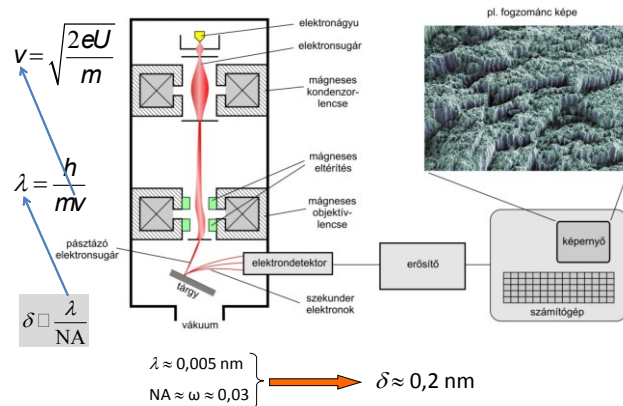 elektronágyu
pl. fogzománc képe
v = √(2eU/m)
elektronsugár
mágneses
kondenzor-
lencse
λ = h/mv
mágneses
eltérítés
mágneses
objektív-
lencse
pásztázó
elektronsugár
elektrondetektor
erősítő
képernyő
tárgy
szekunder
elektronok
számítógép
δ □ λ/NA
vákuum
λ ≈ 0,005 nm
NA ≈ ω ≈ 0,03
δ ≈ 0,2 nm